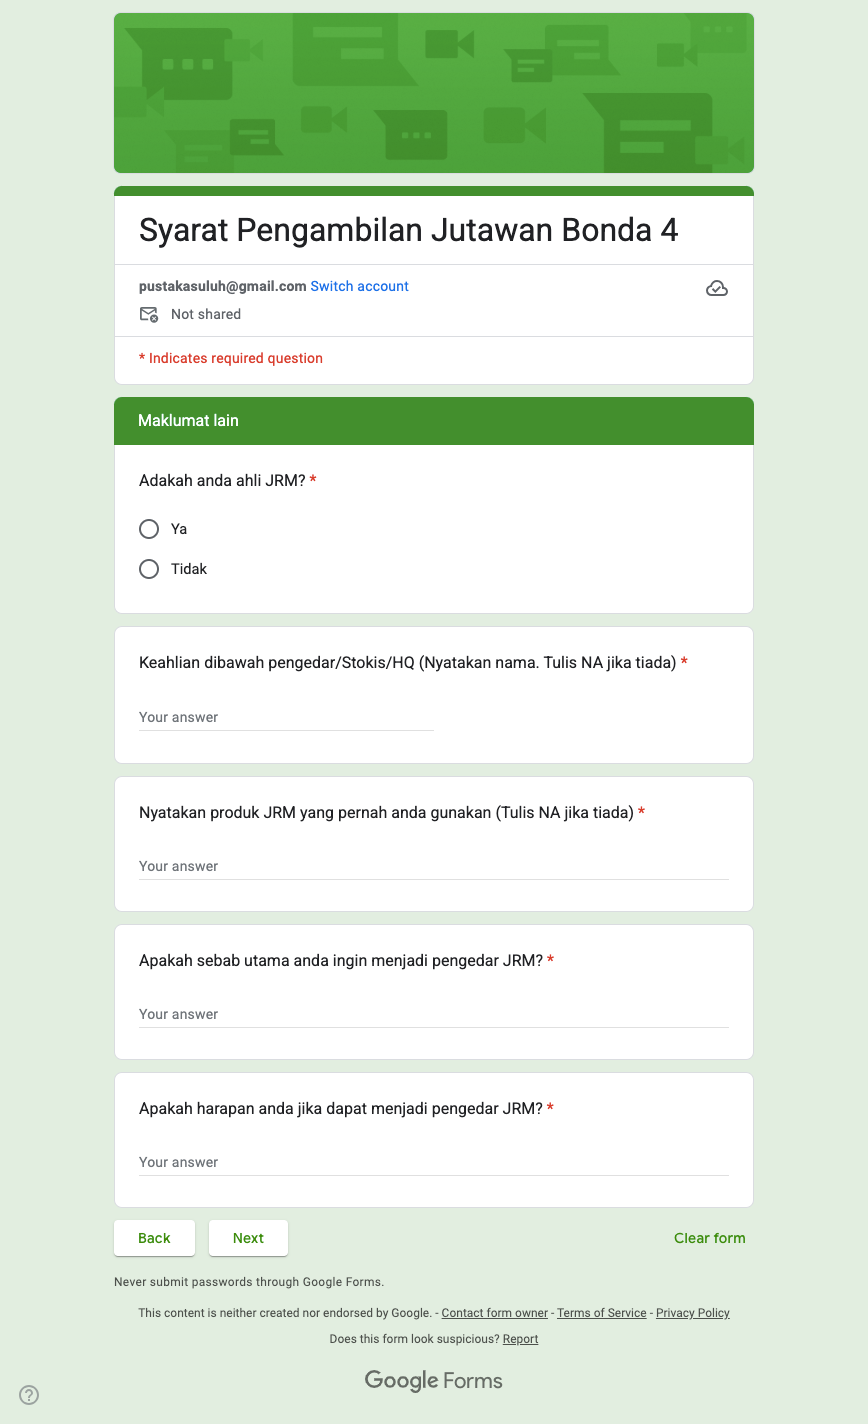 Syarat Pengambilan Jutawan Bonda 4
pustakasuluh@gmail.com Switch account
Not shared
* Indicates required question
Maklumat lain
Adakah anda ahli JRM? *
Ya
Tidak
Keahlian dibawah pengedar/Stokis/HQ (Nyatakan nama. Tulis NA jika tiada) *
Your answer
Nyatakan produk JRM yang pernah anda gunakan (Tulis NA jika tiada) *
Your answer
Apakah sebab utama anda ingin menjadi pengedar JRM? *
Your answer
Apakah harapan anda jika dapat menjadi pengedar JRM? *
Your answer
Back Next Clear form
Never submit passwords through Google Forms.
This content is neither created nor endorsed by Google. - Contact form owner - Terms of Service - Privacy Policy
Does this form look suspicious? Report
Google Forms